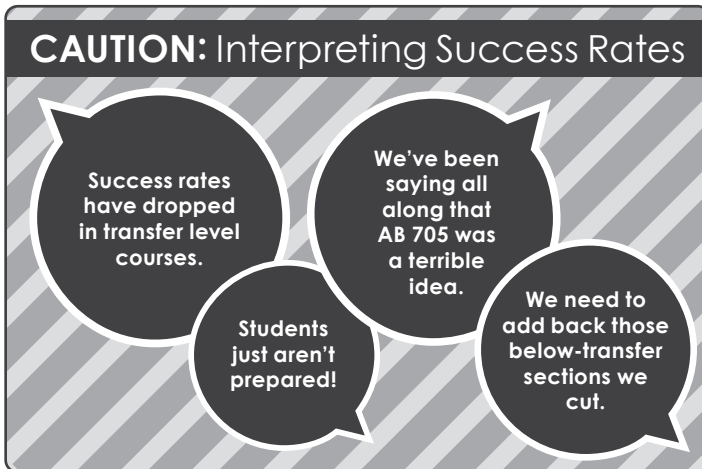 CAUTION: Interpreting Success Rates
Success rates
have dropped
in transfer level
courses.
Students
just aren’t
prepared!
We’ve been
saying all
along that
AB 705 was
a terrible
idea.
We need to
add back those
below-transfer
sections we
cut.